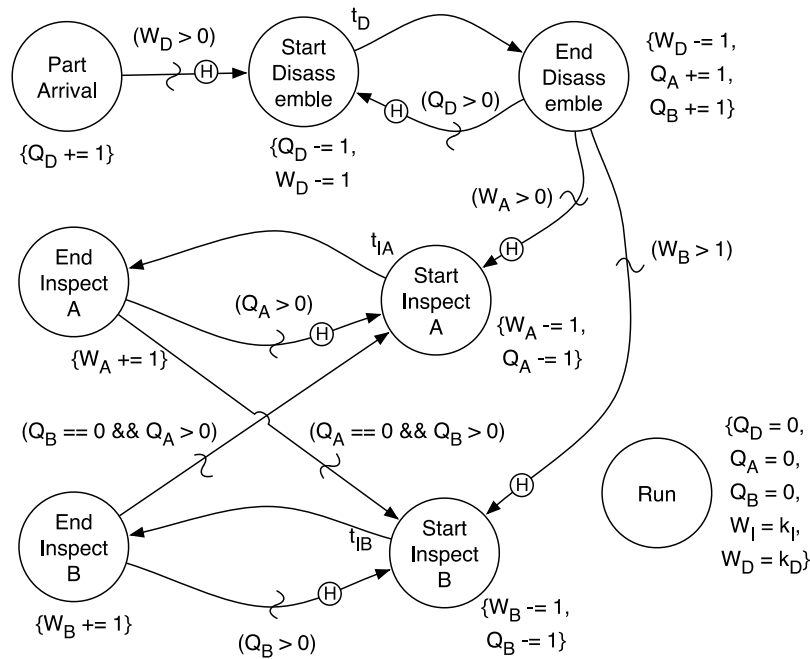 (W_D > 0)
t_D
Part
Arrival
H
Start
Disass
emble
End
Disass
emble
{W_D -= 1,
Q_A += 1,
Q_B += 1}
H
(Q_D > 0)
{Q_D += 1}
{Q_D -= 1,
W_D -= 1
(W_A > 0)
t_IA
H
(W_B > 1)
End
Inspect
A
Start
Inspect
A
(Q_A > 0)
H
{W_A += 1}
{W_A -= 1,
Q_A -= 1}
(Q_B == 0 && Q_A > 0)
(Q_A == 0 && Q_B > 0)
{Q_D = 0,
Q_A = 0,
Q_B = 0,
W_I = k_I,
W_D = k_D}
Run
H
End
Inspect
B
t_IB
Start
Inspect
B
H
{W_B += 1}
(Q_B > 0)
{W_B -= 1,
Q_B -= 1}